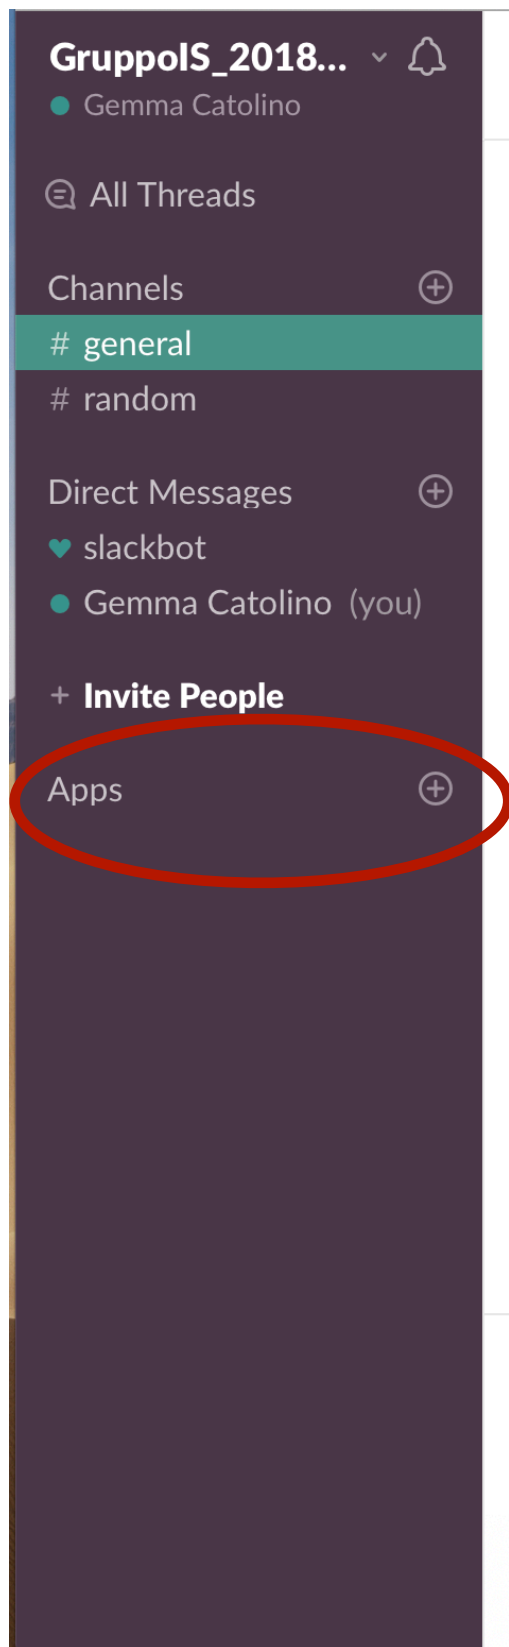 GruppoIS_2018...
Gemma Catolino
All Threads
Channels
# general
# random
Direct Messages
slackbot
Gemma Catolino (you)
+ Invite People
Apps